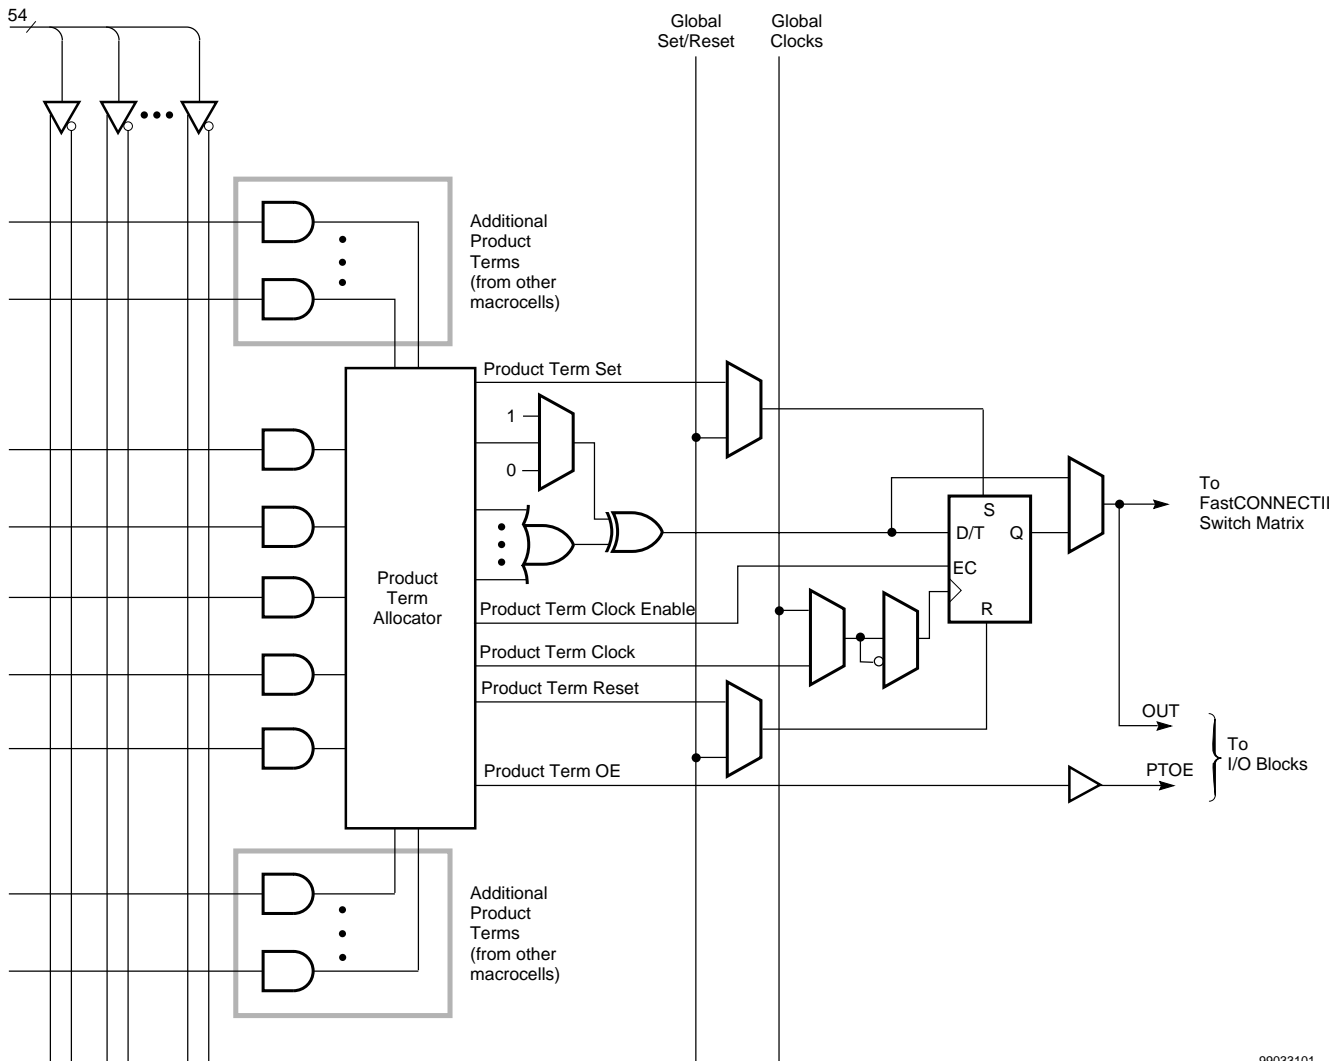 54
Global
Set/Reset
Global
Clocks
Additional
Product
Terms
(from other
macrocells)
Product Term Set
1
0
Product
Term
Allocator
S
D/T
Q
EC
R
To
FastCONNECTII
Switch Matrix
Product Term Clock Enable
Product Term Clock
Product Term Reset
Product Term OE
OUT
PTOE
To
I/O Blocks
Additional
Product
Terms
(from other
macrocells)
99033101